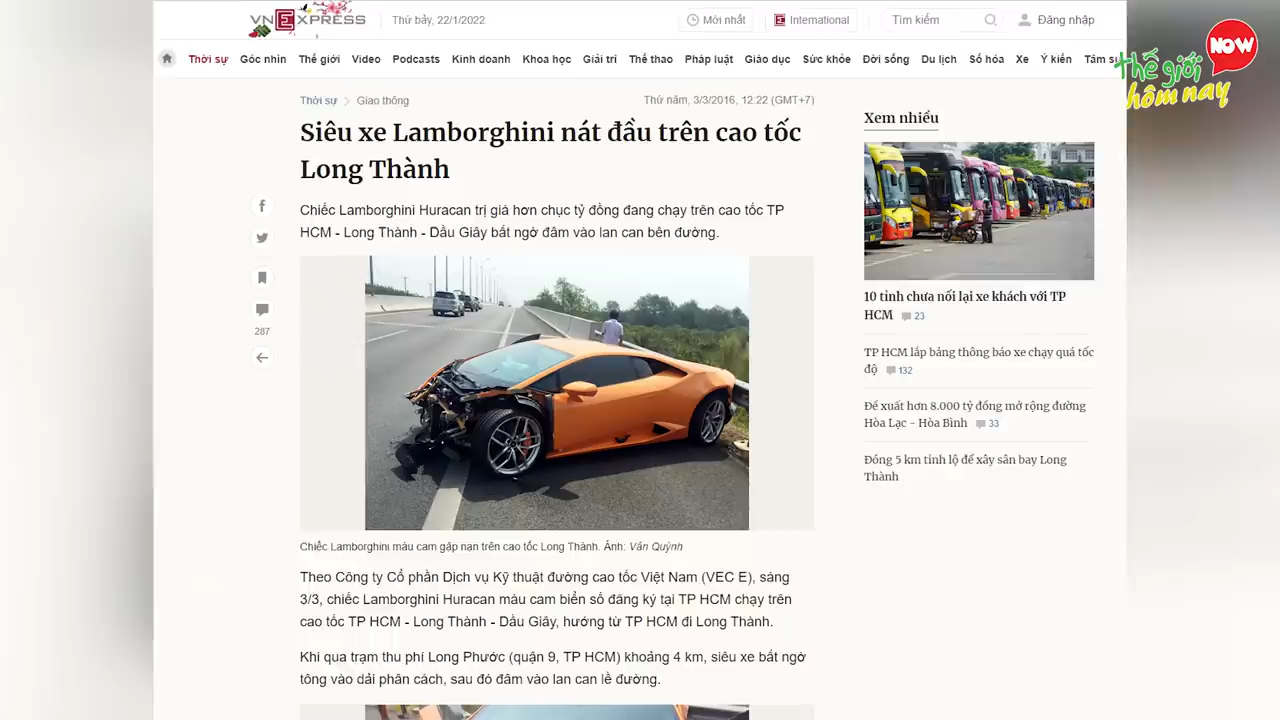 VNEXPRESS
Thứ bảy, 22/1/2022
Mới nhất
International
Tìm kiếm
Đăng nhập
Thời sự Góc nhìn Thế giới Video Podcasts Kinh doanh Khoa học Giải trí Thể thao Pháp luật Giáo dục Sức khỏe Đời sống Du lịch Số hóa Xe Ý kiến Tâm sự
NOW
thế giới
hôm nay
Thời sự
Giao thông
Thứ năm, 3/3/2016, 12:22 (GMT+7)
Siêu xe Lamborghini nát đầu trên cao tốc
Long Thành
Chiếc Lamborghini Huracan trị giá hơn chục tỷ đồng đang chạy trên cao tốc TP
HCM - Long Thành - Dầu Giây bất ngờ đâm vào lan can bên đường.
287
Chiếc Lamborghini màu cam gặp nạn trên cao tốc Long Thành. Ảnh: Văn Quỳnh
Theo Công ty Cổ phần Dịch vụ Kỹ thuật đường cao tốc Việt Nam (VEC E), sáng
3/3, chiếc Lamborghini Huracan màu cam biển số đăng ký tại TP HCM chạy trên
cao tốc TP HCM - Long Thành - Dầu Giây, hướng từ TP HCM đi Long Thành.
Khi qua trạm thu phí Long Phước (quận 9, TP HCM) khoảng 4 km, siêu xe bất ngờ
tông vào dải phân cách, sau đó đâm vào lan can lề đường.
Xem nhiều
10 tỉnh chưa nối lại xe khách với TP
HCM 23
TP HCM lắp bảng thông báo xe chạy quá tốc
độ 132
Đề xuất hơn 8.000 tỷ đồng mở rộng đường
Hòa Lạc - Hòa Bình 33
Đóng 5 km tỉnh lộ để xây sân bay Long
Thành